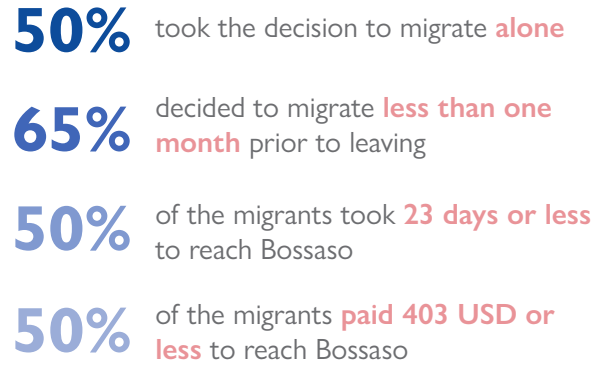 50% took the decision to migrate alone
65% decided to migrate less than one
month prior to leaving
50% of the migrants took 23 days or less
to reach Bossaso
50% of the migrants paid 403 USD or
less to reach Bossaso